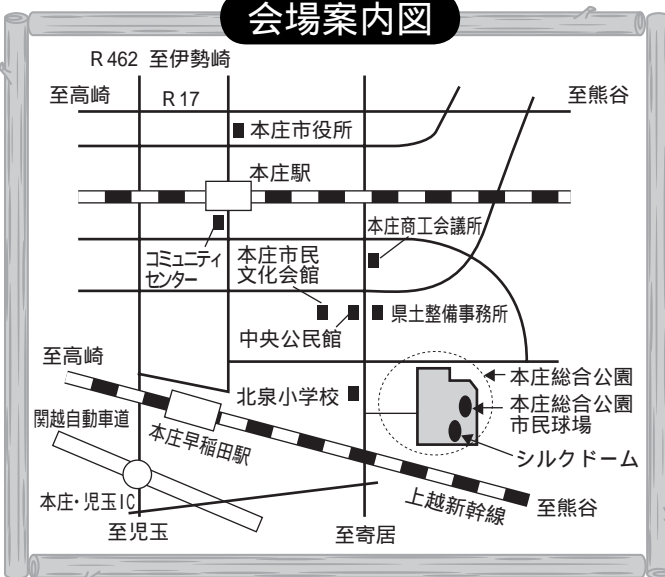 会場案内図
R 462 至伊勢崎
至高崎
R 17
至熊谷
本庄市役所
本庄駅
本庄商工会議所
コミュニティ
センター
本庄市民
文化会館
県土整備事務所
中央公民館
至高崎
本庄総合公園
北泉小学校
本庄総合公園
市民球場
関越自動車道
本庄早稲田駅
シルクドーム
本庄・児玉IC
上越新幹線
至熊谷
至児玉
至寄居